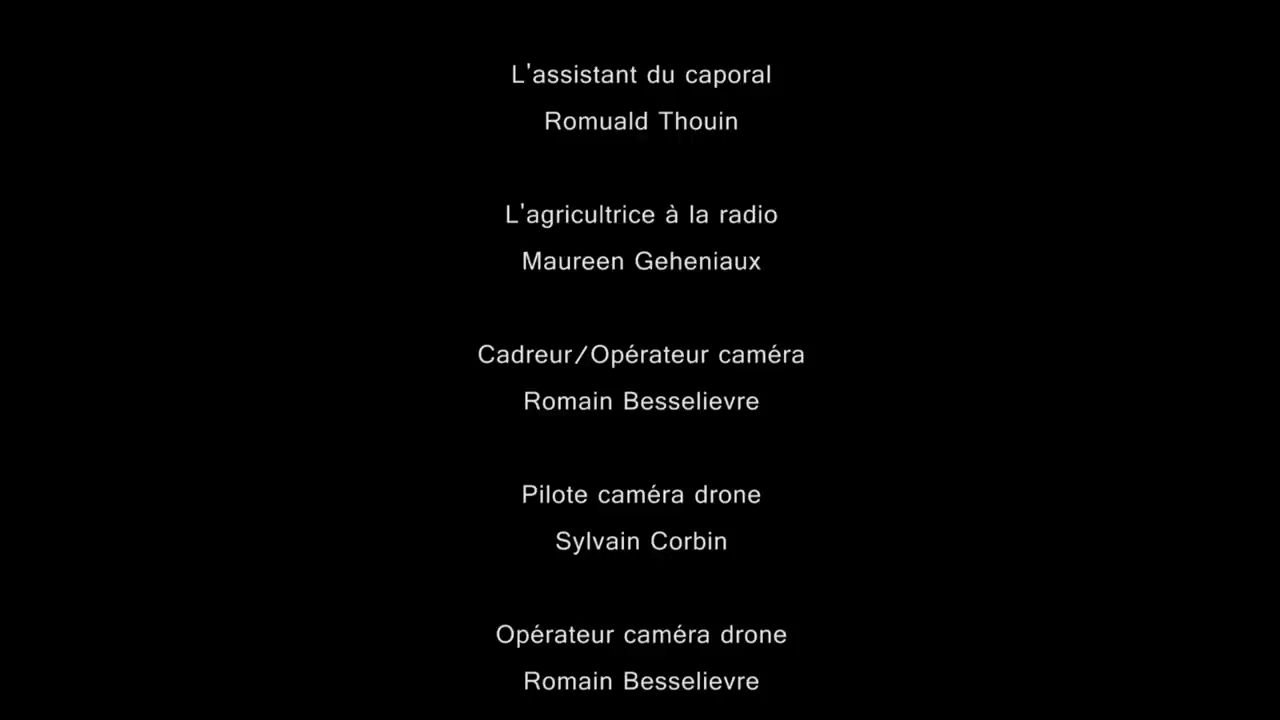 L'assistant du caporal
Romuald Thouin
L'agricultrice à la radio
Maureen Geheniaux
Cadreur/Opérateur caméra
Romain Besselievre
Pilote caméra drone
Sylvain Corbin
Opérateur caméra drone
Romain Besselievre